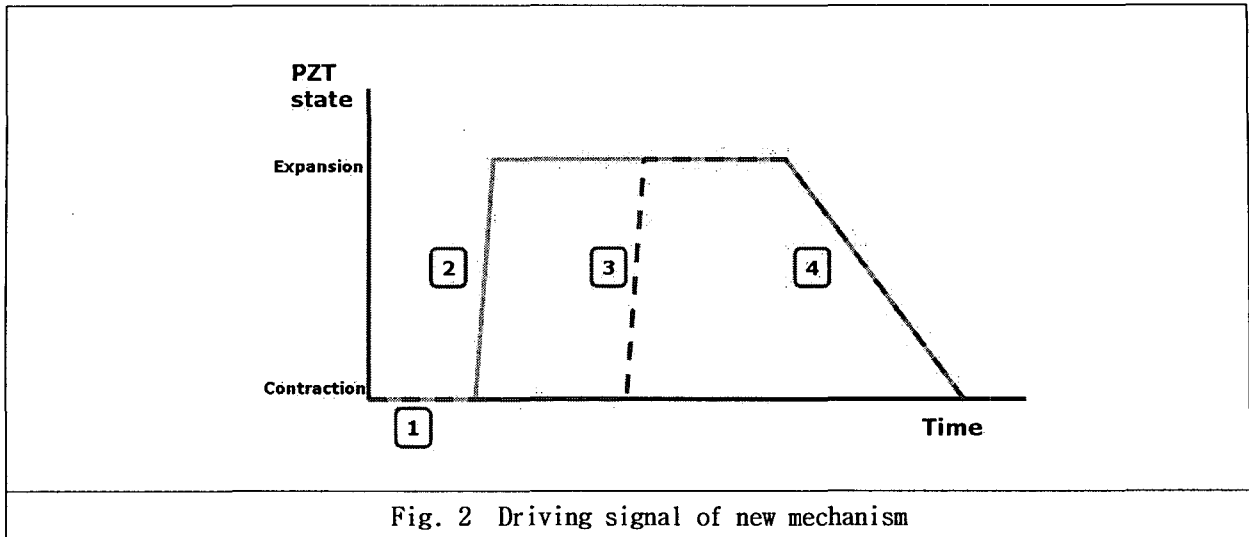 PZT
state
Expansion
2
3
4
Contraction
1
Time
Fig. 2 Driving signal of new mechanism